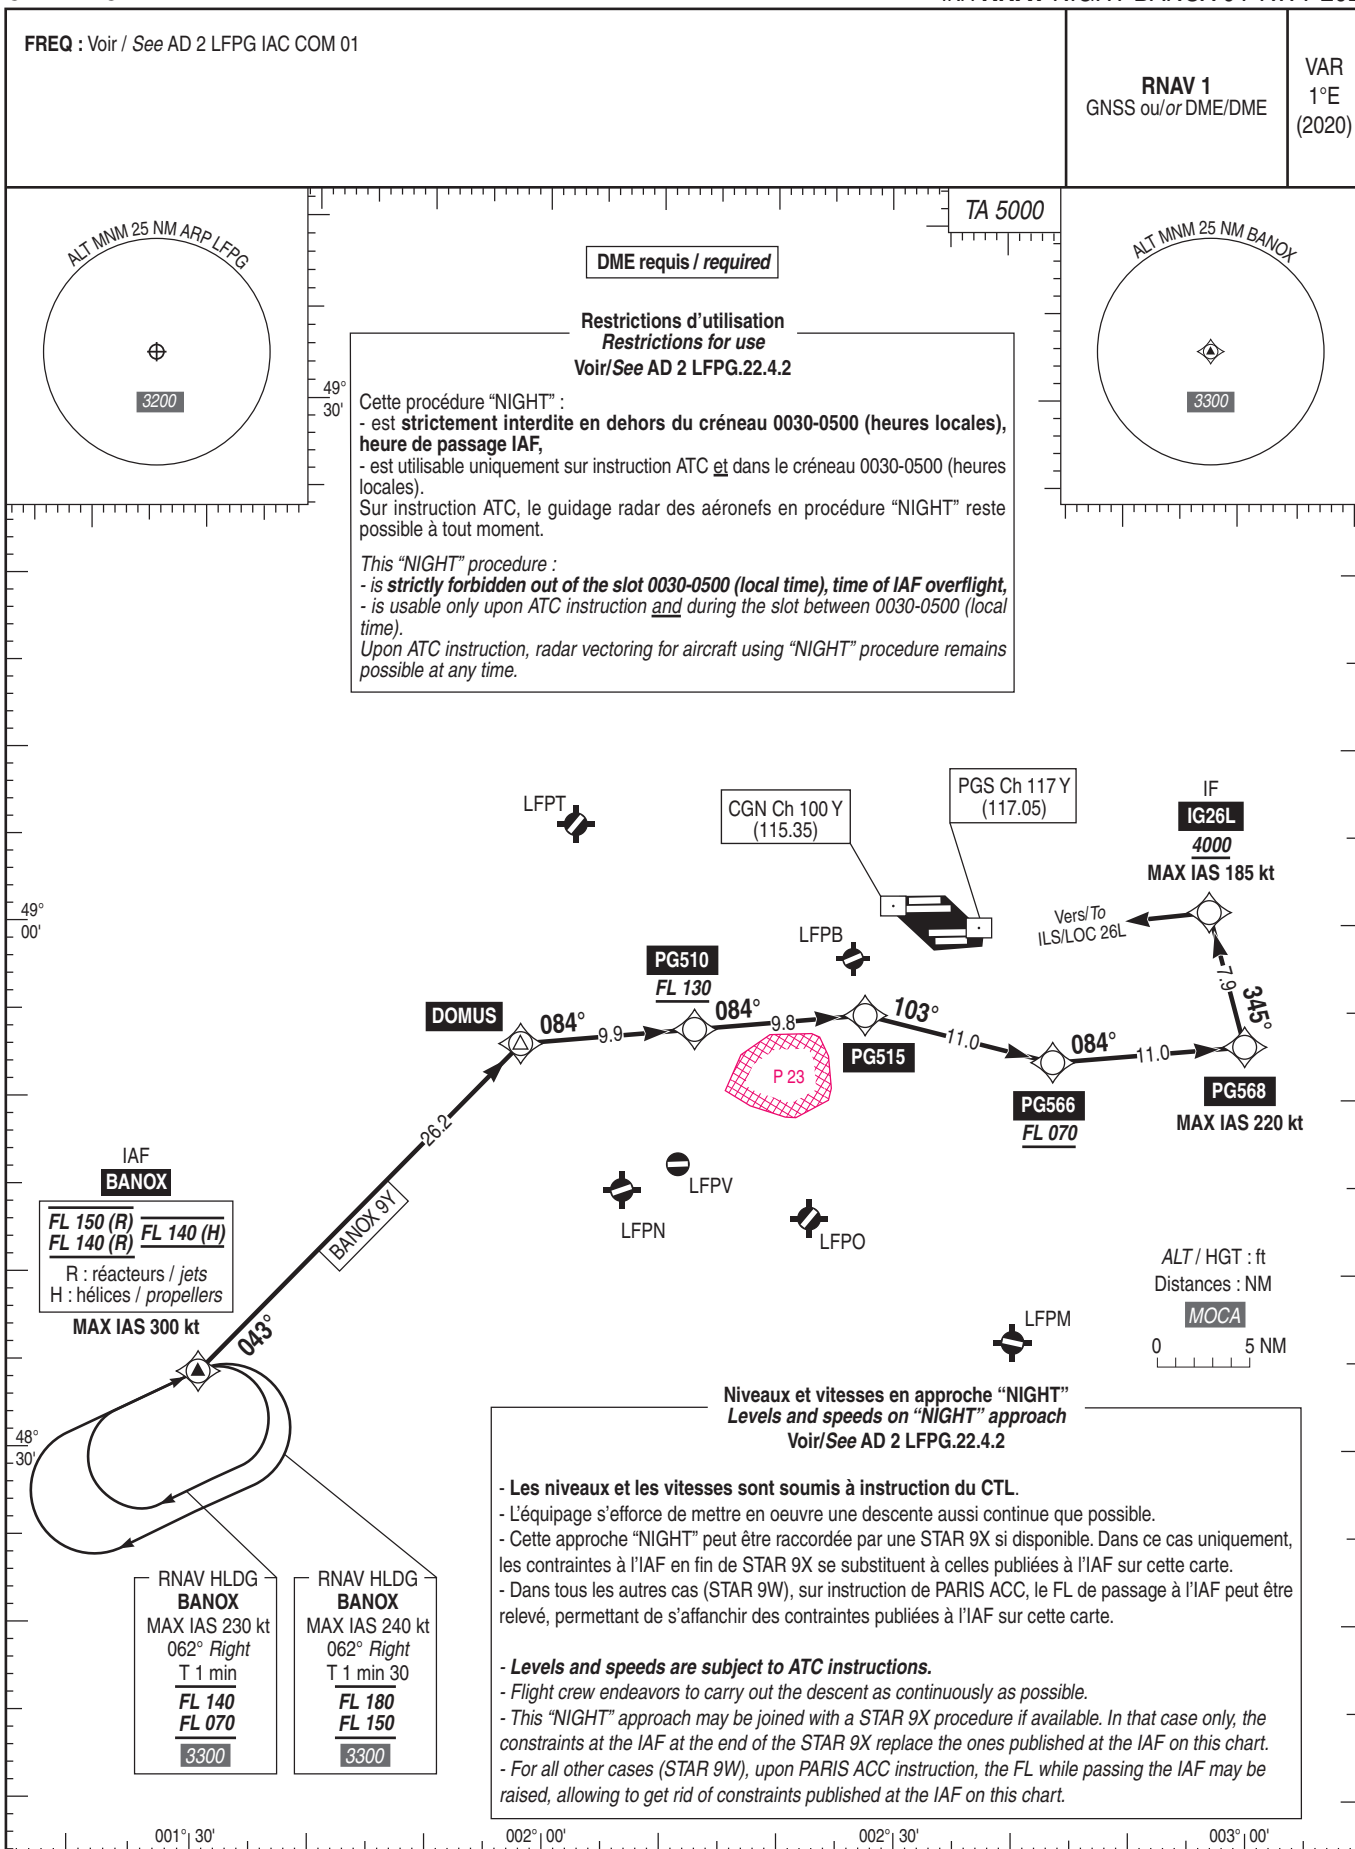 FREQ : Voir / See AD 2 LFPG IAC COM 01
RNAV 1
GNSS ou/or DME/DME
VAR
1°E
(2020)
ALT MNM 25 NM ARP LFPG
3200
TA 5000
ALT MNM 25 NM BANOX
3300
DME requis / required
Restrictions d'utilisation
Restrictions for use
Voir/See AD 2 LFPG.22.4.2
Cette procédure “NIGHT” :
- est strictement interdite en dehors du créneau 0030-0500 (heures locales),
heure de passage IAF,
- est utilisable uniquement sur instruction ATC et dans le créneau 0030-0500 (heures
locales).
Sur instruction ATC, le guidage radar des aéronefs en procédure “NIGHT” reste
possible à tout moment.
This “NIGHT” procedure :
- is strictly forbidden out of the slot 0030-0500 (local time), time of IAF overflight,
- is usable only upon ATC instruction and during the slot between 0030-0500 (local
time).
Upon ATC instruction, radar vectoring for aircraft using “NIGHT” procedure remains
possible at any time.
49°
30'
LFPT
CGN Ch 100 Y
(115.35)
PGS Ch 117 Y
(117.05)
IF
IG26L
4000
MAX IAS 185 kt
49°
00'
Vers/To
ILS/LOC 26L
LFPB
PG510
FL 130
DOMUS
084°
9.9
084°
9.8
103°
11.0
084°
11.0
7.9
345°
PG515
P 23
PG566
FL 070
PG568
MAX IAS 220 kt
26.2
BANOX 9Y
043°
IAF
BANOX
FL 150 (R)
FL 140 (R)
FL 140 (H)
R : réacteurs / jets
H : hélices / propellers
MAX IAS 300 kt
LFPV
LFPN
LFPO
LFPM
ALT / HGT : ft
Distances : NM
MOCA
0 5 NM
48°
30'
Niveaux et vitesses en approche “NIGHT”
Levels and speeds on “NIGHT” approach
Voir/See AD 2 LFPG.22.4.2
- Les niveaux et les vitesses sont soumis à instruction du CTL.
- L'équipage s'efforce de mettre en oeuvre une descente aussi continue que possible.
- Cette approche “NIGHT” peut être raccordée par une STAR 9X si disponible. Dans ce cas uniquement,
les contraintes à l'IAF en fin de STAR 9X se substituent à celles publiées à l'IAF sur cette carte.
- Dans tous les autres cas (STAR 9W), sur instruction de PARIS ACC, le FL de passage à l'IAF peut être
relevé, permettant de s'affanchir des contraintes publiées à l'IAF sur cette carte.
- Levels and speeds are subject to ATC instructions.
- Flight crew endeavors to carry out the descent as continuously as possible.
- This “NIGHT” approach may be joined with a STAR 9X procedure if available. In that case only, the
constraints at the IAF at the end of the STAR 9X replace the ones published at the IAF on this chart.
- For all other cases (STAR 9W), upon PARIS ACC instruction, the FL while passing the IAF may be
raised, allowing to get rid of constraints published at the IAF on this chart.
RNAV HLDG
BANOX
MAX IAS 230 kt
062° Right
T 1 min
FL 140
FL 070
3300
RNAV HLDG
BANOX
MAX IAS 240 kt
062° Right
T 1 min 30
FL 180
FL 150
3300
001° 30'
002° 00'
002° 30'
003° 00'